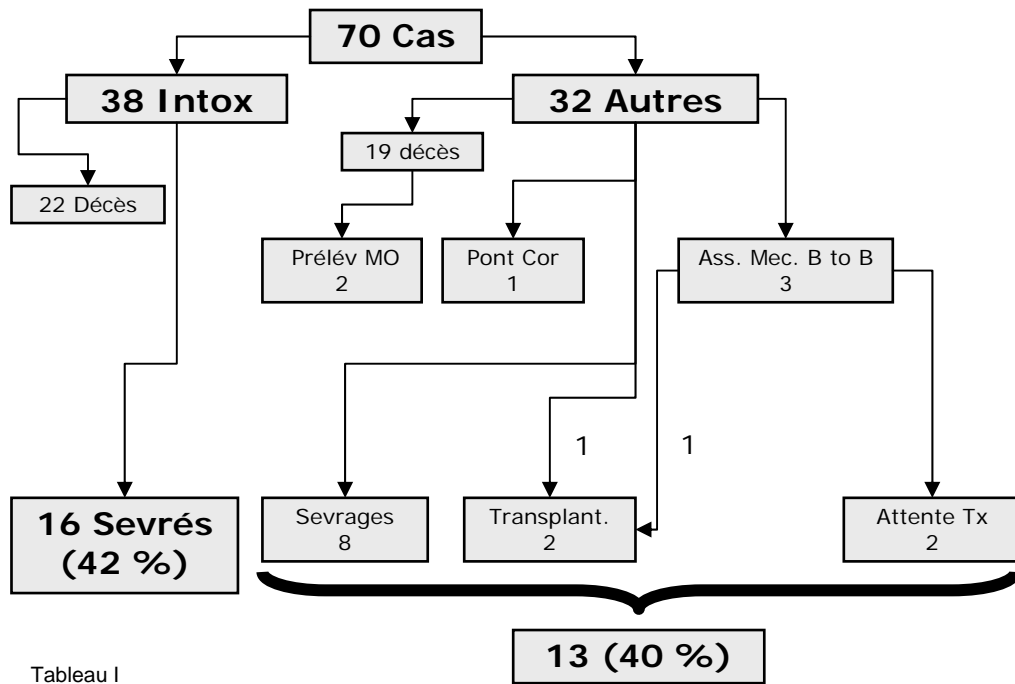 70 Cas
38 Intox
32 Autres
19 décès
22 Décès
Prélév MO
2
Pont Cor
1
Ass. Mec. B to B
3
1
1
16 Sevrés
(42 %)
Sevrages
8
Transplant.
2
Attente Tx
2
13 (40 %)
Tableau I